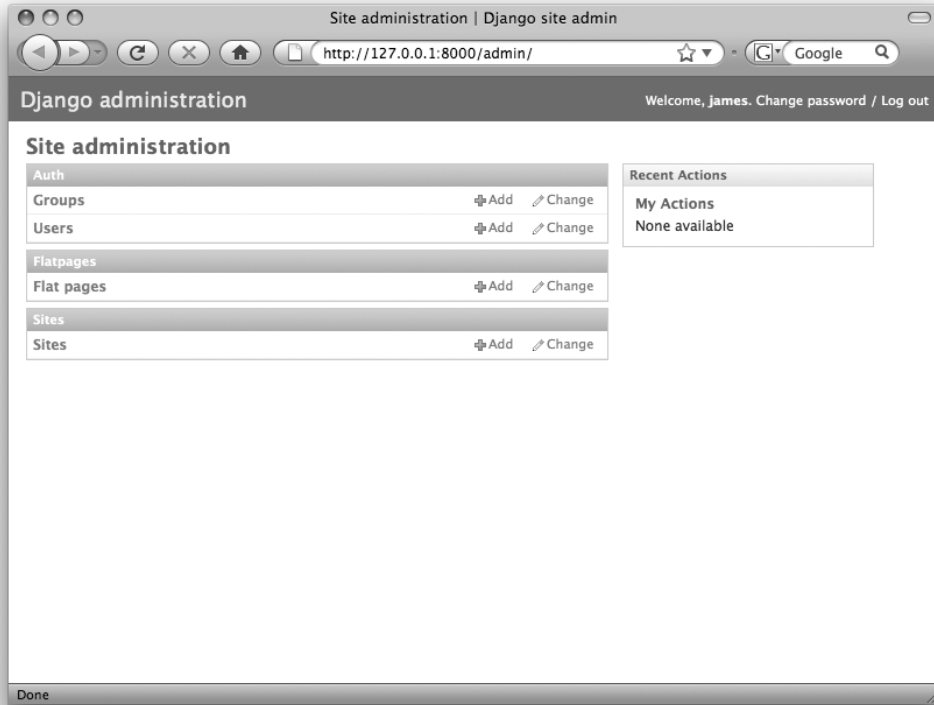 Site administration | Django site admin
http://127.0.0.1:8000/admin/
G Google
Django administration
Welcome, james. Change password / Log out
Site administration
Auth
Groups Add Change
Users Add Change
Flatpages
Flat pages Add Change
Sites
Sites Add Change
Recent Actions
My Actions
None available
Done